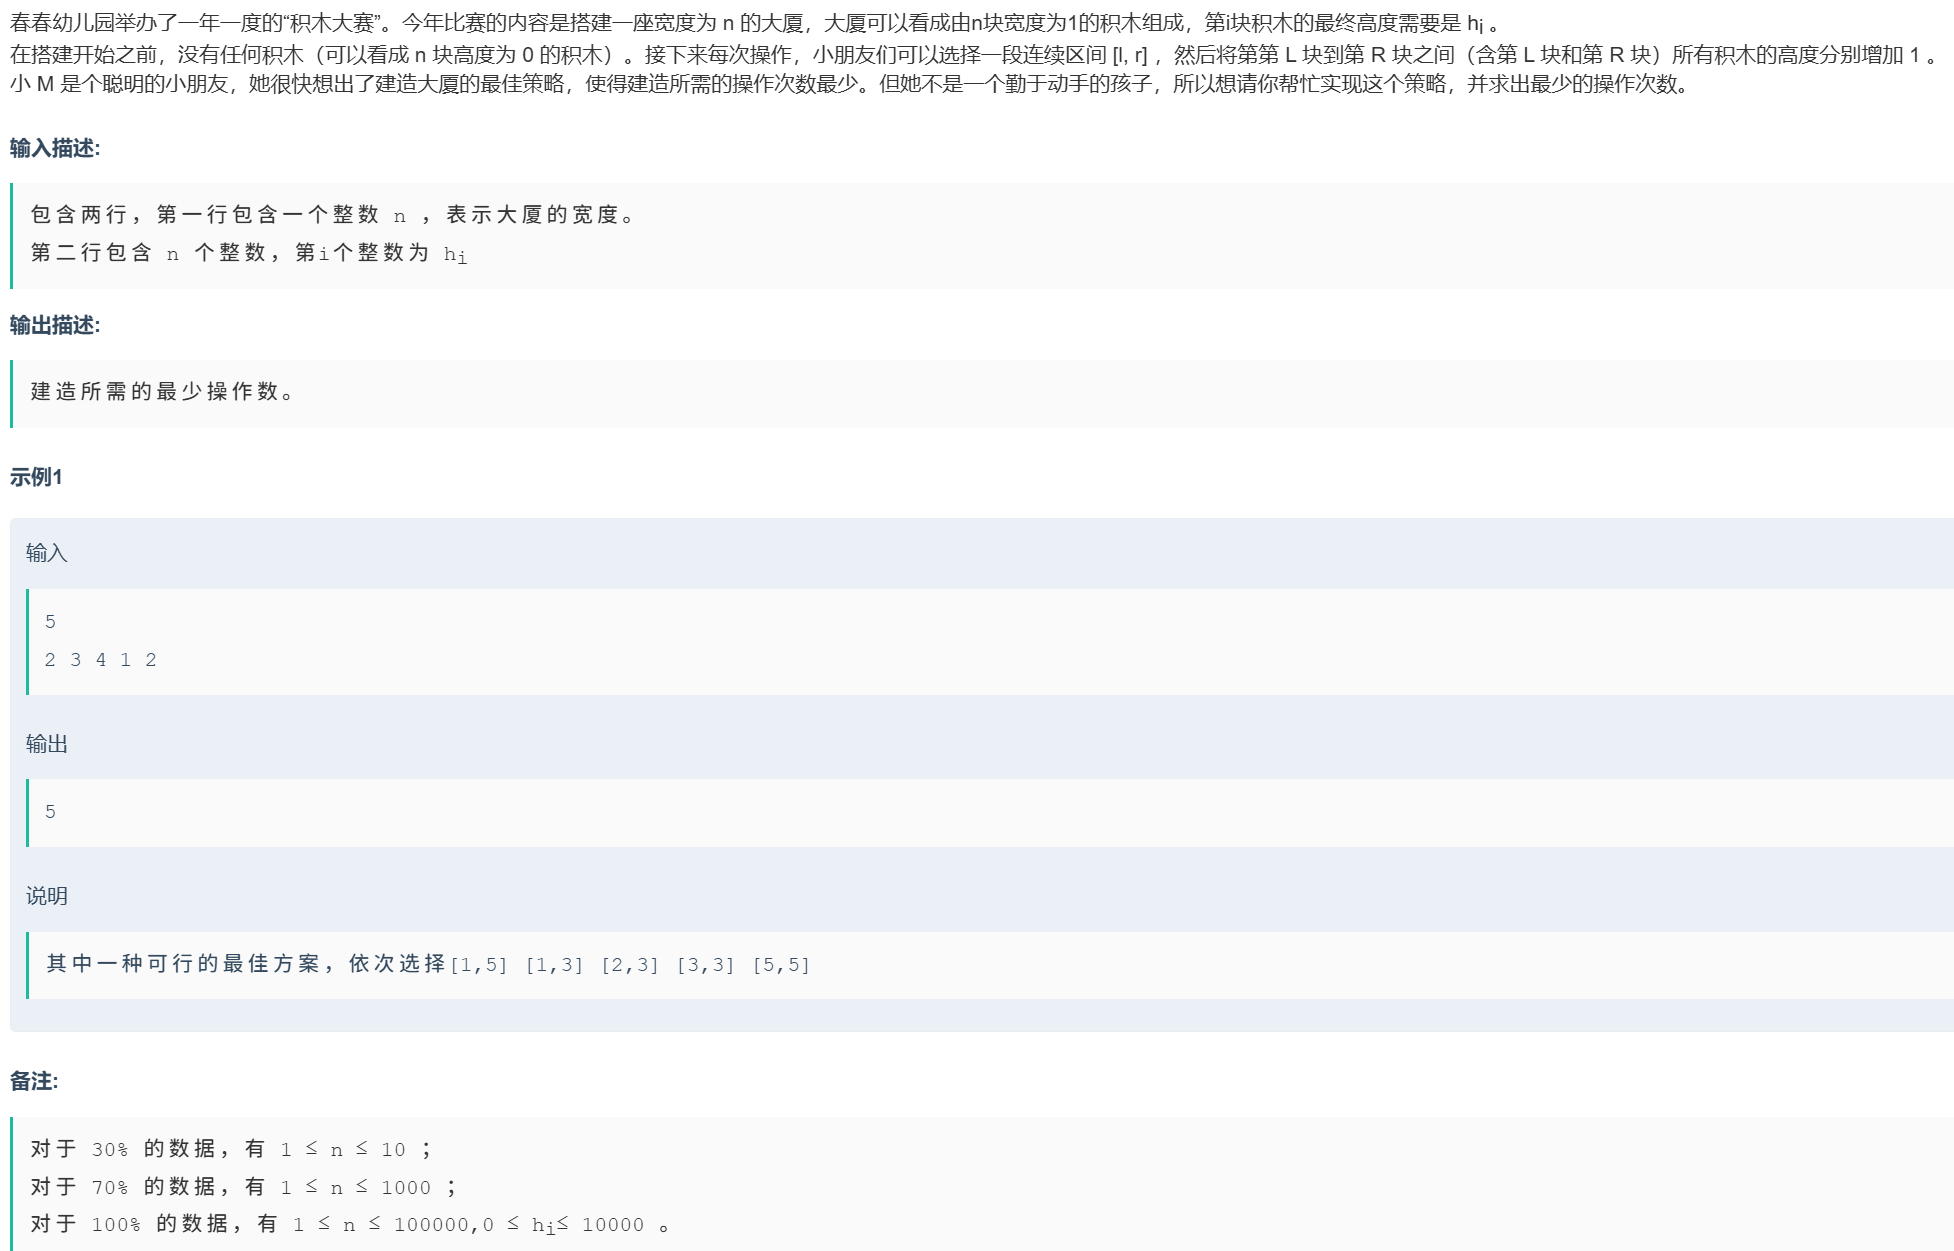 春春幼儿园举办了一年一度的“积木大赛”。今年比赛的内容是搭建一座宽度为 n 的大厦，大厦可以看成由n块宽度为1的积木组成，第i块积木的最终高度需要是 hi 。
在搭建开始之前，没有任何积木（可以看成 n 块高度为 0 的积木）。接下来每次操作，小朋友们可以选择一段连续区间 [l, r] ，然后将第第 L 块到第 R 块之间（含第 L 块和第 R 块）所有积木的高度分别增加 1 。
小 M 是个聪明的小朋友，她很快想出了建造大厦的最佳策略，使得建造所需的操作次数最少。但她不是一个勤于动手的孩子，所以想请你帮忙实现这个策略，并求出最少的操作次数。
输入描述:
包含两行，第一行包含一个整数 n ，表示大厦的宽度。
第二行包含 n 个整数，第i个整数为 hi
输出描述:
建造所需的最少操作数。
示例1
输入
5
2 3 4 1 2
输出
5
说明
其中一种可行的最佳方案，依次选择[1,5] [1,3] [2,3] [3,3] [5,5]
备注:
对于 30% 的数据，有 1 ≤ n ≤ 10 ；
对于 70% 的数据，有 1 ≤ n ≤ 1000 ；
对于 100% 的数据，有 1 ≤ n ≤ 100000,0 ≤ hi≤ 10000 。